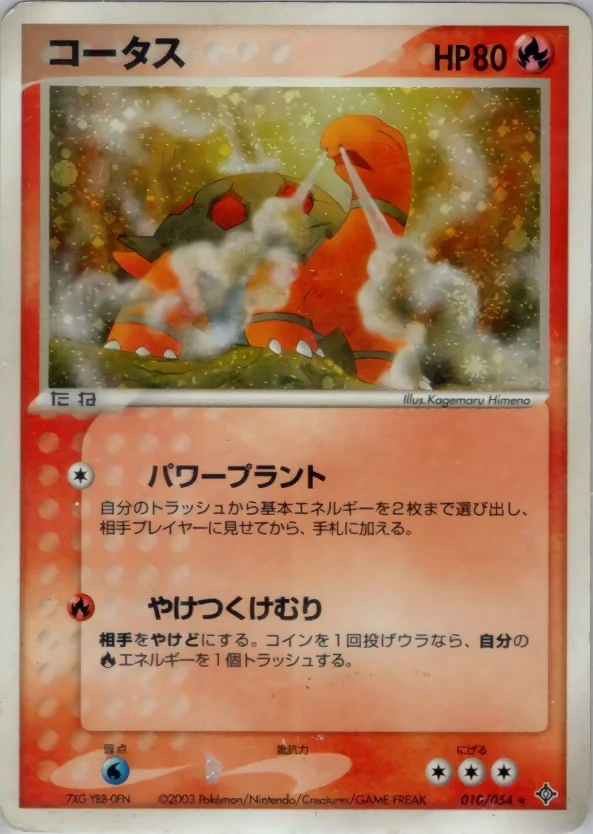 コータス
HP80
たね
Illus. Kagemaru Himeno
パワープラント
自分のトラッシュから基本エネルギーを2枚まで選び出し、
相手プレイヤーに見せてから、手札に加える。
やけつくけむり
相手をやけどにする。コインを1回投げウラなら、自分の
エネルギーを1個トラッシュする。
弱点 抵抗力 にげる
7XG-YBB-0FN ©2003 Pokémon/Nintendo/Creatures/GAME FREAK 010/054 ★